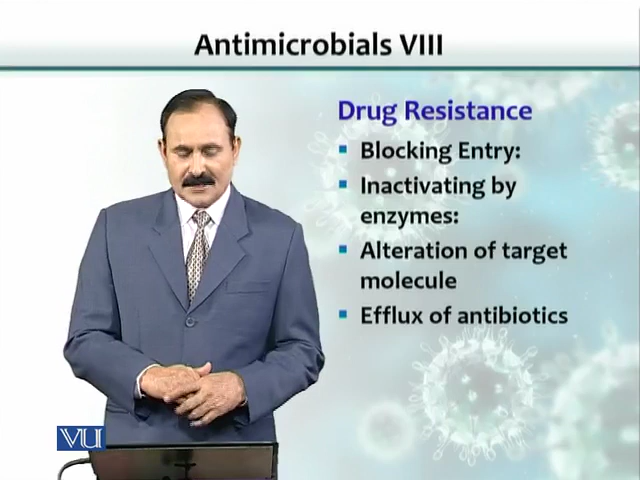 Antimicrobials VIII
Drug Resistance
Blocking Entry:
Inactivating by
enzymes:
Alteration of target
molecule
Efflux of antibiotics
VU